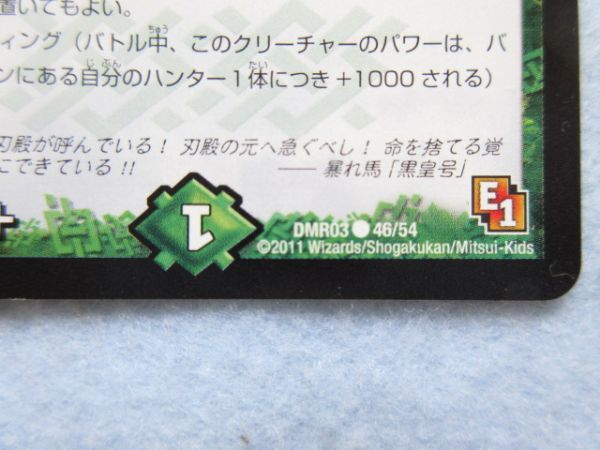 置いてもよい。
ィング（バトル中、このクリーチャーのパワーは、バ
ンにある自分のハンター１体につき＋1000される）
刃殿が呼んでいる！ 刃殿の元へ急ぐべし！ 命を捨てる覚
にできている!!
── 暴れ馬「黒皇号」
1
E1
DMR03 ● 46/54
©2011 Wizards/Shogakukan/Mitsui-Kids